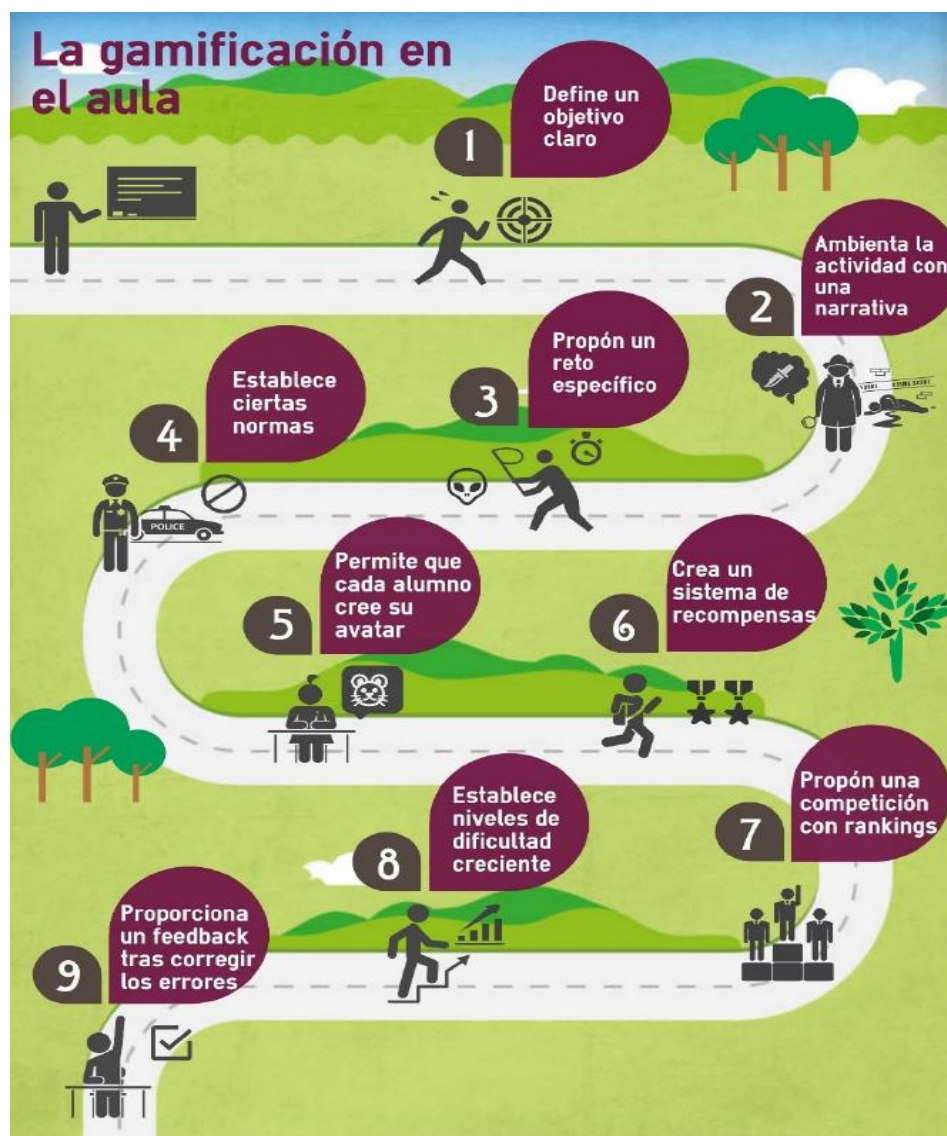 La gamificación en
el aula
1
Define un
objetivo
claro
2
Ambienta la
actividad con
una
narrativa
3
Propón un
reto
específico
4
Establece
ciertas
normas
POLICE
5
Permite que
cada alumno
cree su
avatar
6
Crea un
sistema de
recompensas
7
Propón una
competición
con rankings
8
Establece
niveles de
dificultad
creciente
9
Proporciona
un feedback
tras corregir
los errores